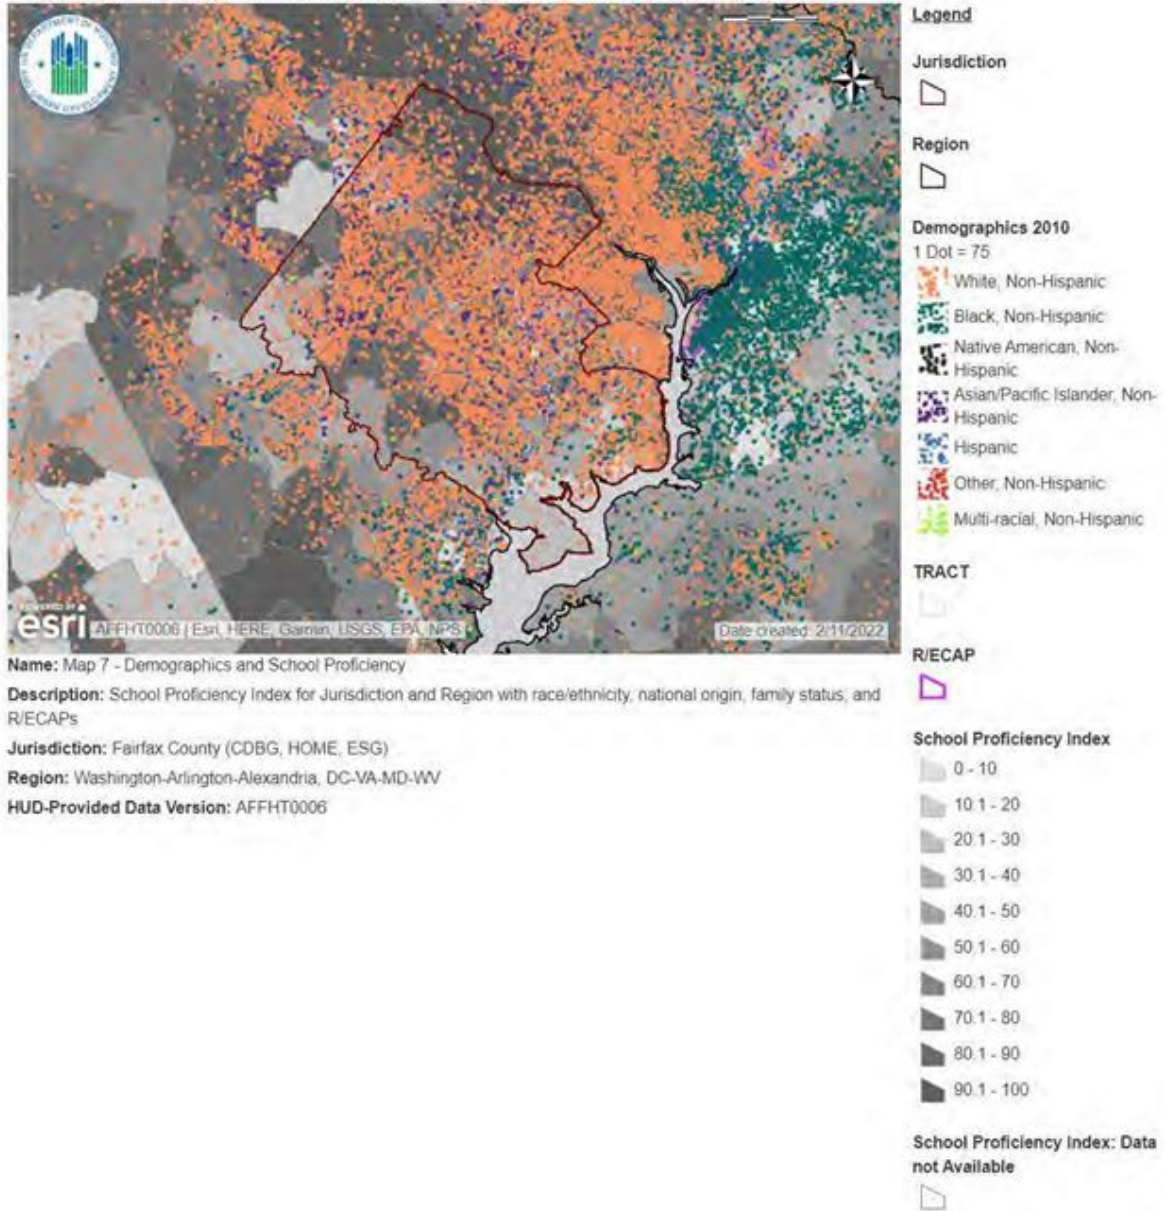 esri
AFFHT0006 | Esri, HERE, Garmin, USGS, EPA, NPS
Date created: 2/11/2022
Name: Map 7 - Demographics and School Proficiency
Description: School Proficiency Index for Jurisdiction and Region with race/ethnicity, national origin, family status, and
R/ECAPs
Jurisdiction: Fairfax County (CDBG, HOME, ESG)
Region: Washington-Arlington-Alexandria, DC-VA-MD-WV
HUD-Provided Data Version: AFFHT0006
Legend
Jurisdiction
Region
Demographics 2010
1 Dot = 75
White, Non-Hispanic
Black, Non-Hispanic
Native American, Non-
Hispanic
Asian/Pacific Islander, Non-
Hispanic
Hispanic
Other, Non-Hispanic
Multi-racial, Non-Hispanic
TRACT
R/ECAP
School Proficiency Index
0 - 10
10.1 - 20
20.1 - 30
30.1 - 40
40.1 - 50
50.1 - 60
60.1 - 70
70.1 - 80
80.1 - 90
90.1 - 100
School Proficiency Index: Data
not Available